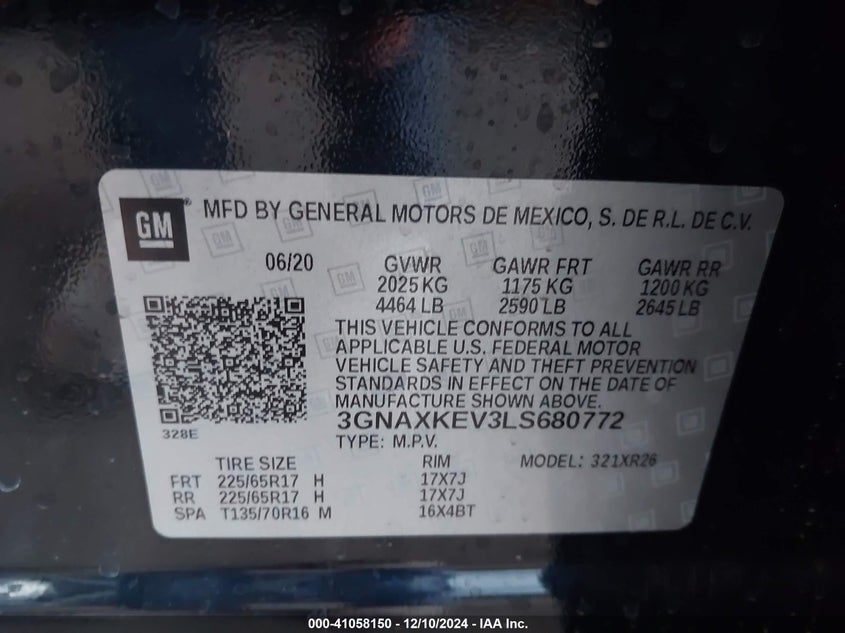 GM
MFD BY GENERAL MOTORS DE MEXICO, S. DE R.L. DE C.V.
06/20 GVWR GAWR FRT GAWR RR
2025 KG 1175 KG 1200 KG
4464 LB 2590 LB 2645 LB
THIS VEHICLE CONFORMS TO ALL
APPLICABLE U.S. FEDERAL MOTOR
VEHICLE SAFETY AND THEFT PREVENTION
STANDARDS IN EFFECT ON THE DATE OF
MANUFACTURE SHOWN ABOVE.
3GNAXKEV3LS680772
328E
TYPE: M.P.V.
TIRE SIZE RIM MODEL: 321XR26
FRT 225/65R17 H 17X7J
RR 225/65R17 H 17X7J
SPA T135/70R16 M 16X4BT
000-41058150 - 12/10/2024 - IAA Inc.